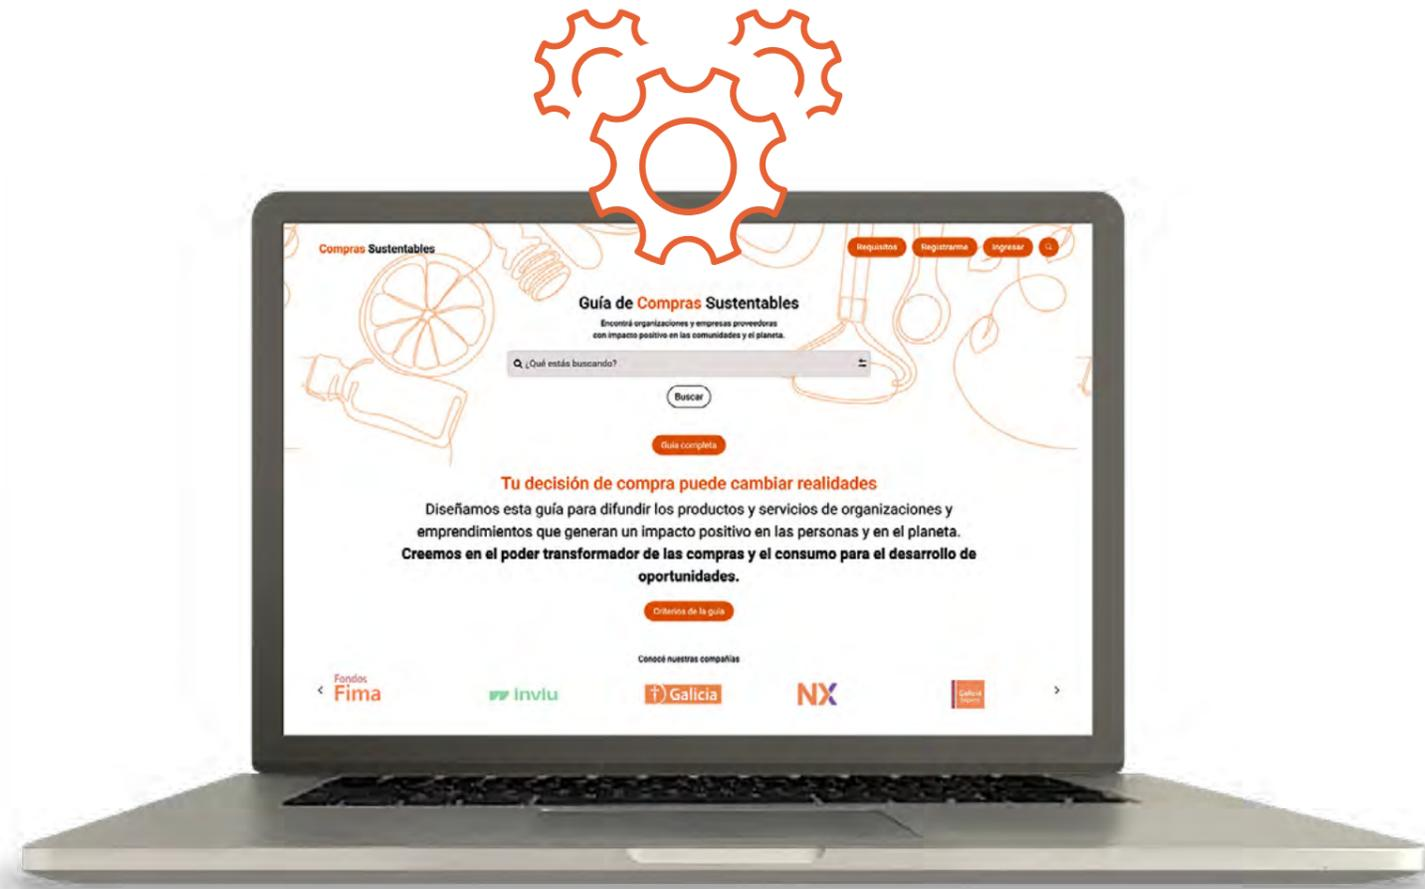 Compras Sustentables
Requisitos
Registrarme
Ingresar
Guía de Compras Sustentables
Encontrá organizaciones y empresas proveedoras
con impacto positivo en las comunidades y el planeta.
¿Qué estás buscando?
Buscar
Guía completa
Tu decisión de compra puede cambiar realidades
Diseñamos esta guía para difundir los productos y servicios de organizaciones y
emprendimientos que generan un impacto positivo en las personas y en el planeta.
Creemos en el poder transformador de las compras y el consumo para el desarrollo de
oportunidades.
Criterios de la guía
Conocé nuestras compañías
Fondos
Fima
inviu
Galicia
NX
Galicia
Seguros